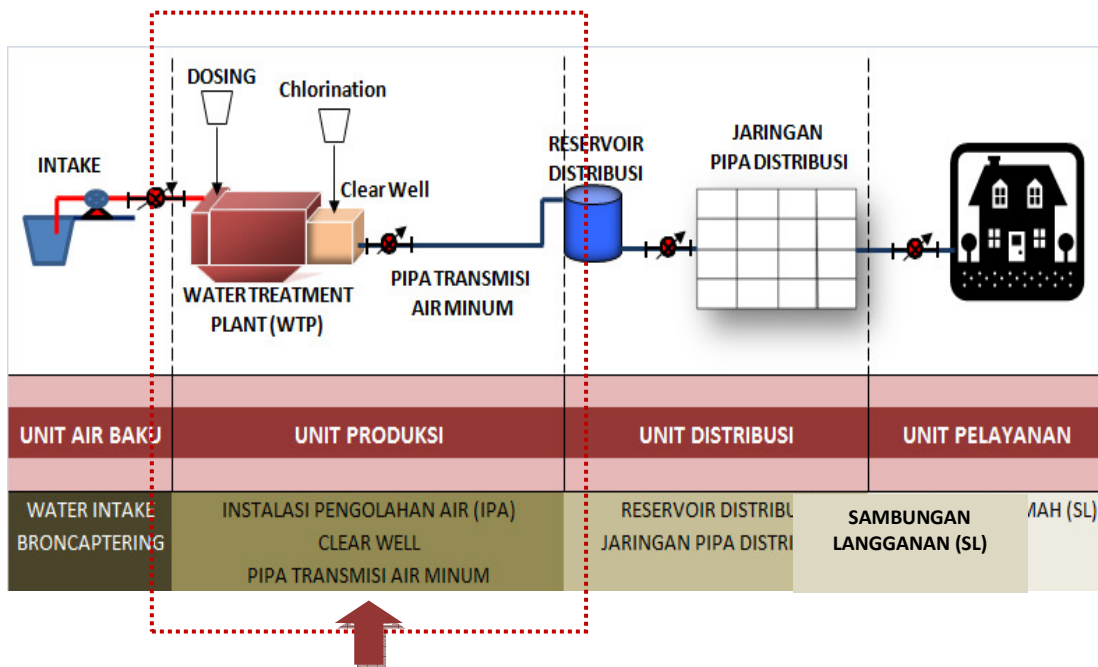 DOSING
Chlorination
INTAKE
Clear Well
WATER TREATMENT
PLANT (WTP)
PIPA TRANSMISI
AIR MINUM
RESERVOIR
DISTRIBUSI
JARINGAN
PIPA DISTRIBUSI
UNIT AIR BAKU
UNIT PRODUKSI
UNIT DISTRIBUSI
UNIT PELAYANAN
WATER INTAKE
BRONCAPTERING
INSTALASI PENGOLAHAN AIR (IPA)
CLEAR WELL
PIPA TRANSMISI AIR MINUM
RESERVOIR DISTRIBU
JARINGAN PIPA DISTRI
SAMBUNGAN
LANGGANAN (SL)
MAH (SL)